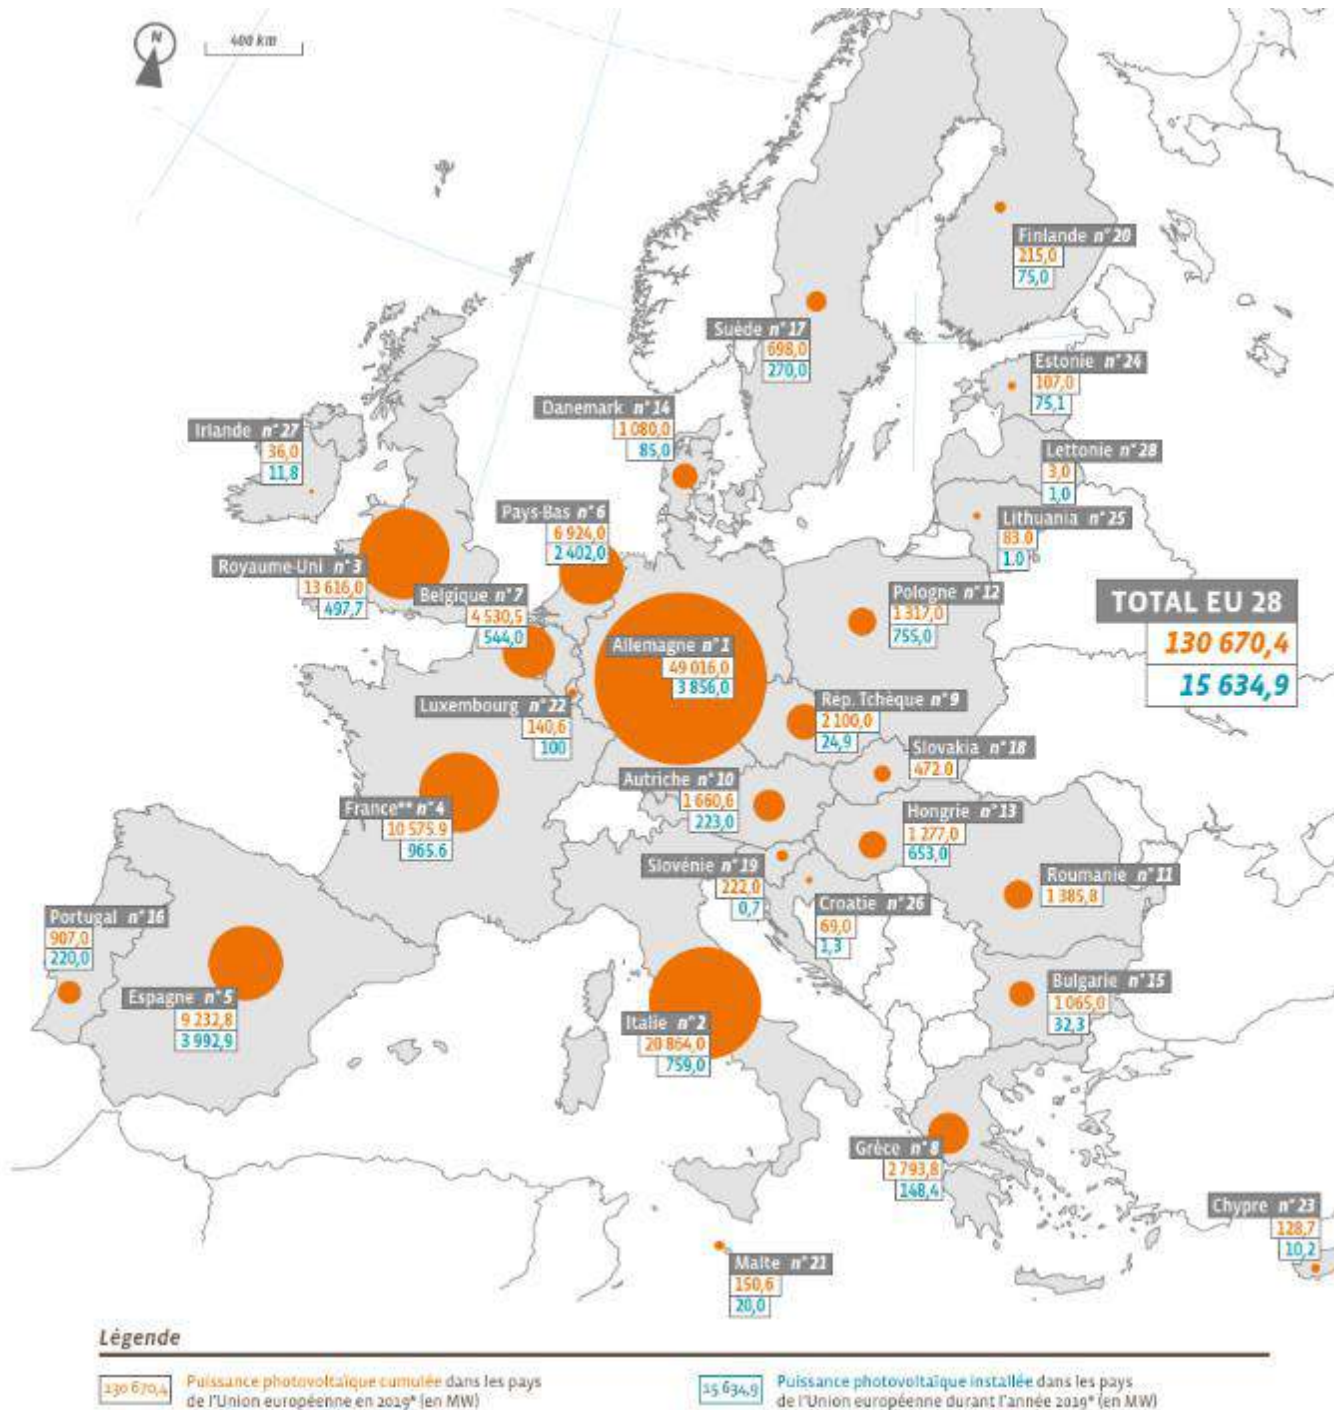 N
400 km
Finlande n° 20
215,0
75,0
Suède n° 17
698,0
270,0
Estonie n° 24
107,0
75,1
Danemark n° 14
1 080,0
85,0
Irlande n° 27
36,0
11,8
Lettonie n° 28
3,0
1,0
Pays-Bas n° 6
6 924,0
2 402,0
Lithuania n° 25
83.0
1.0
Royaume-Uni n° 3
13 616,0
497,7
Belgique n° 7
4 530,5
544,0
Pologne n° 12
1 317,0
755,0
TOTAL EU 28
130 670,4
15 634,9
Allemagne n° 1
49 016,0
3 856,0
Luxembourg n° 22
140,6
100
Rép. Tchèque n° 9
2 100,0
24,9
Slovakia n° 18
472.0
Autriche n° 10
1 660,6
223,0
France** n° 4
10 575.9
965.6
Hongrie n° 13
1 277,0
653,0
Slovénie n° 19
222,0
0,7
Roumanie n° 11
1 385,8
Croatie n° 26
69,0
1,3
Portugal n° 16
907,0
220,0
Espagne n° 5
9 232,8
3 992,9
Bulgarie n° 15
1 065,0
32,3
Italie n° 2
20 864,0
759,0
Grèce n° 8
2 793,8
148,4
Chypre n° 23
128,7
10,2
Malte n° 21
150,6
20,0
Légende
130 670,4
Puissance photovoltaïque cumulée dans les pays
de l'Union européenne en 2019* (en MW)
15 634,9
Puissance photovoltaïque installée dans les pays
de l'Union européenne durant l'année 2019* (en MW)